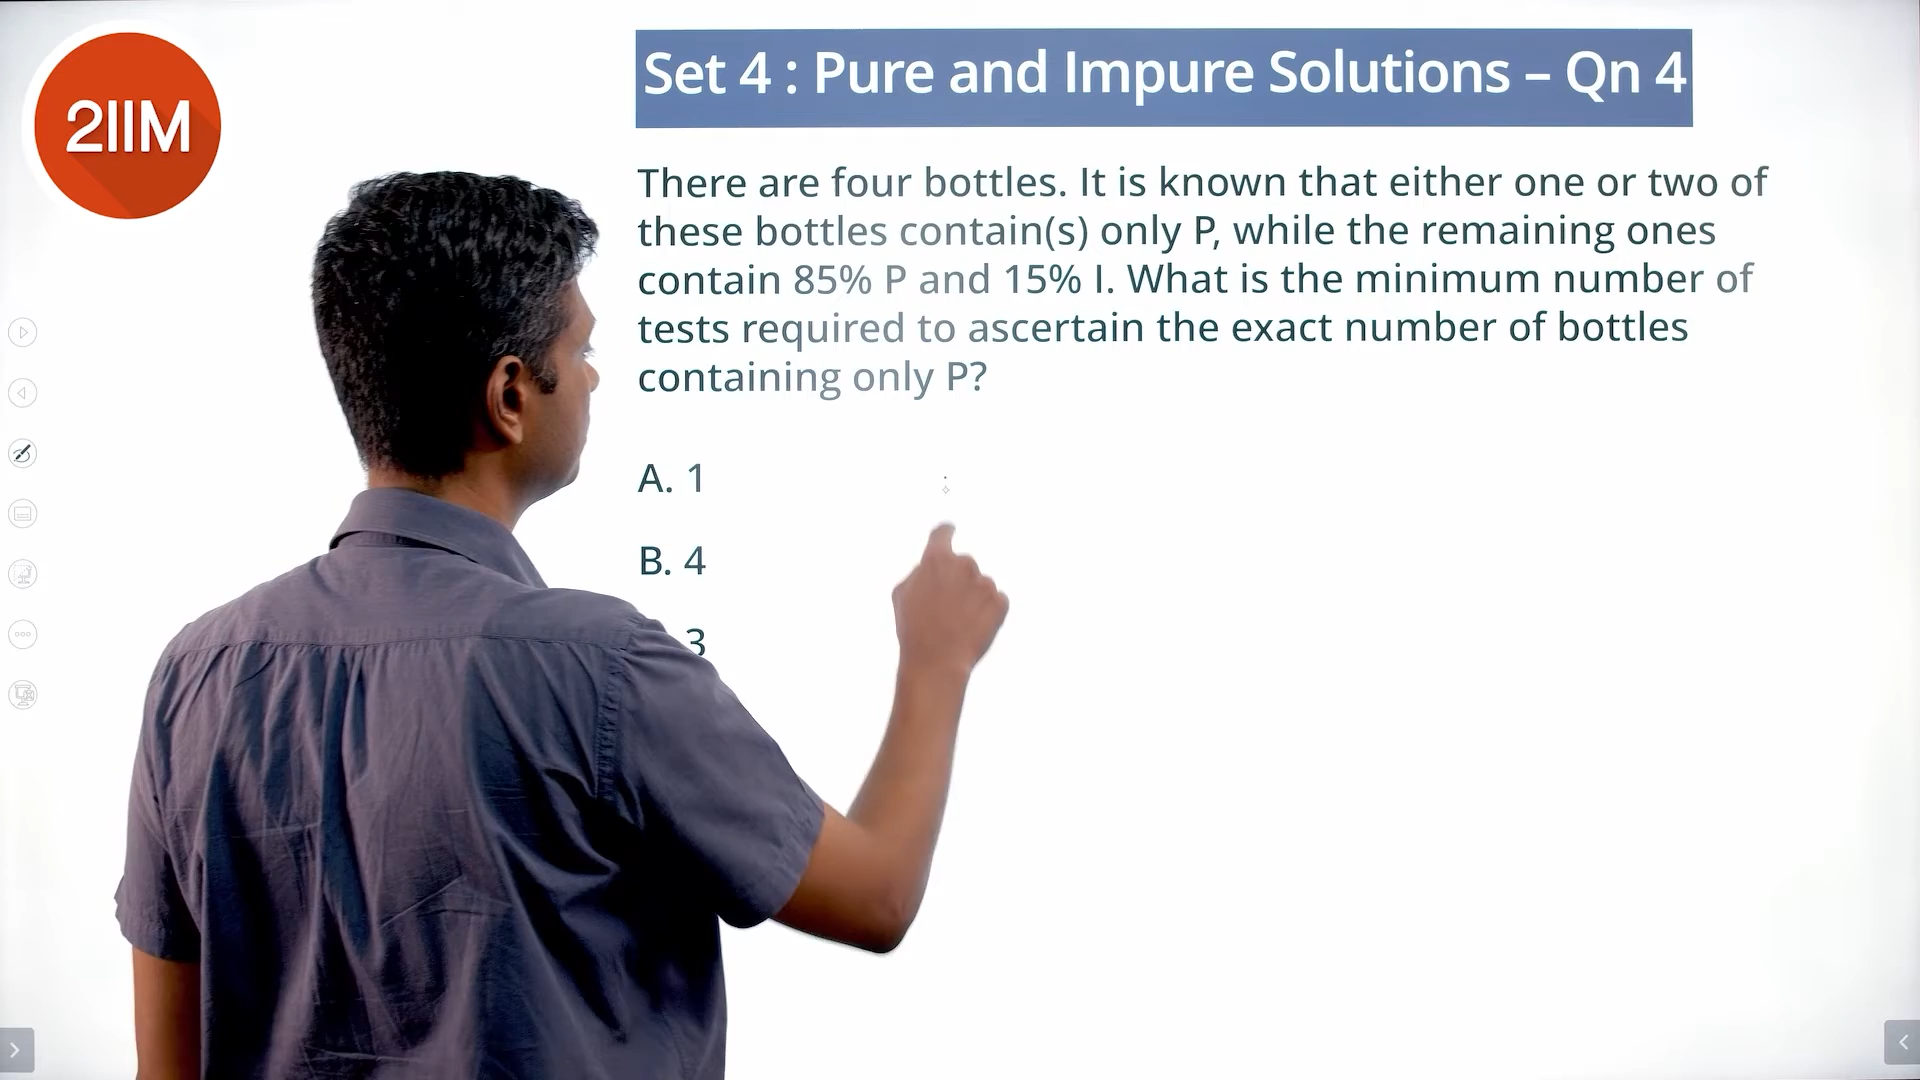 2IIM
Set 4 : Pure and Impure Solutions – Qn 4
There are four bottles. It is known that either one or two of
these bottles contain(s) only P, while the remaining ones
contain 85% P and 15% I. What is the minimum number of
tests required to ascertain the exact number of bottles
containing only P?
A. 1
B. 4
3